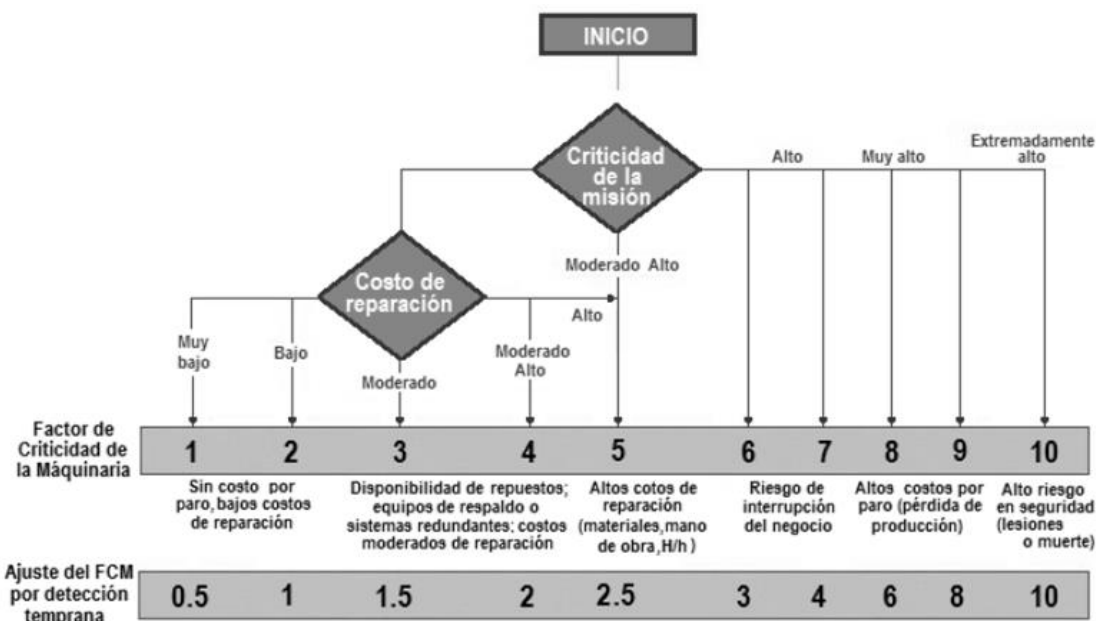 INICIO
Criticidad
de la
misión
Alto
Muy alto
Extremadamente
alto
Moderado Alto
Costo de
reparación
Alto
Muy
bajo
Bajo
Moderado
Moderado
Alto
Factor de
Criticidad de
la Máquinaria
1 2 3 4 5 6 7 8 9 10
Sin costo por
paro, bajos costos
de reparación
Disponibilidad de repuestos;
equipos de respaldo o
sistemas redundantes; costos
moderados de reparación
Altos cotos de
reparación
(materiales,mano
de obra,H/h )
Riesgo de
interrupción
del negocio
Altos costos por
paro (pérdida de
producción)
Alto riesgo
en seguridad
(lesiones
o muerte)
Ajuste del FCM
por detección
temprana
0.5 1 1.5 2 2.5 3 4 6 8 10